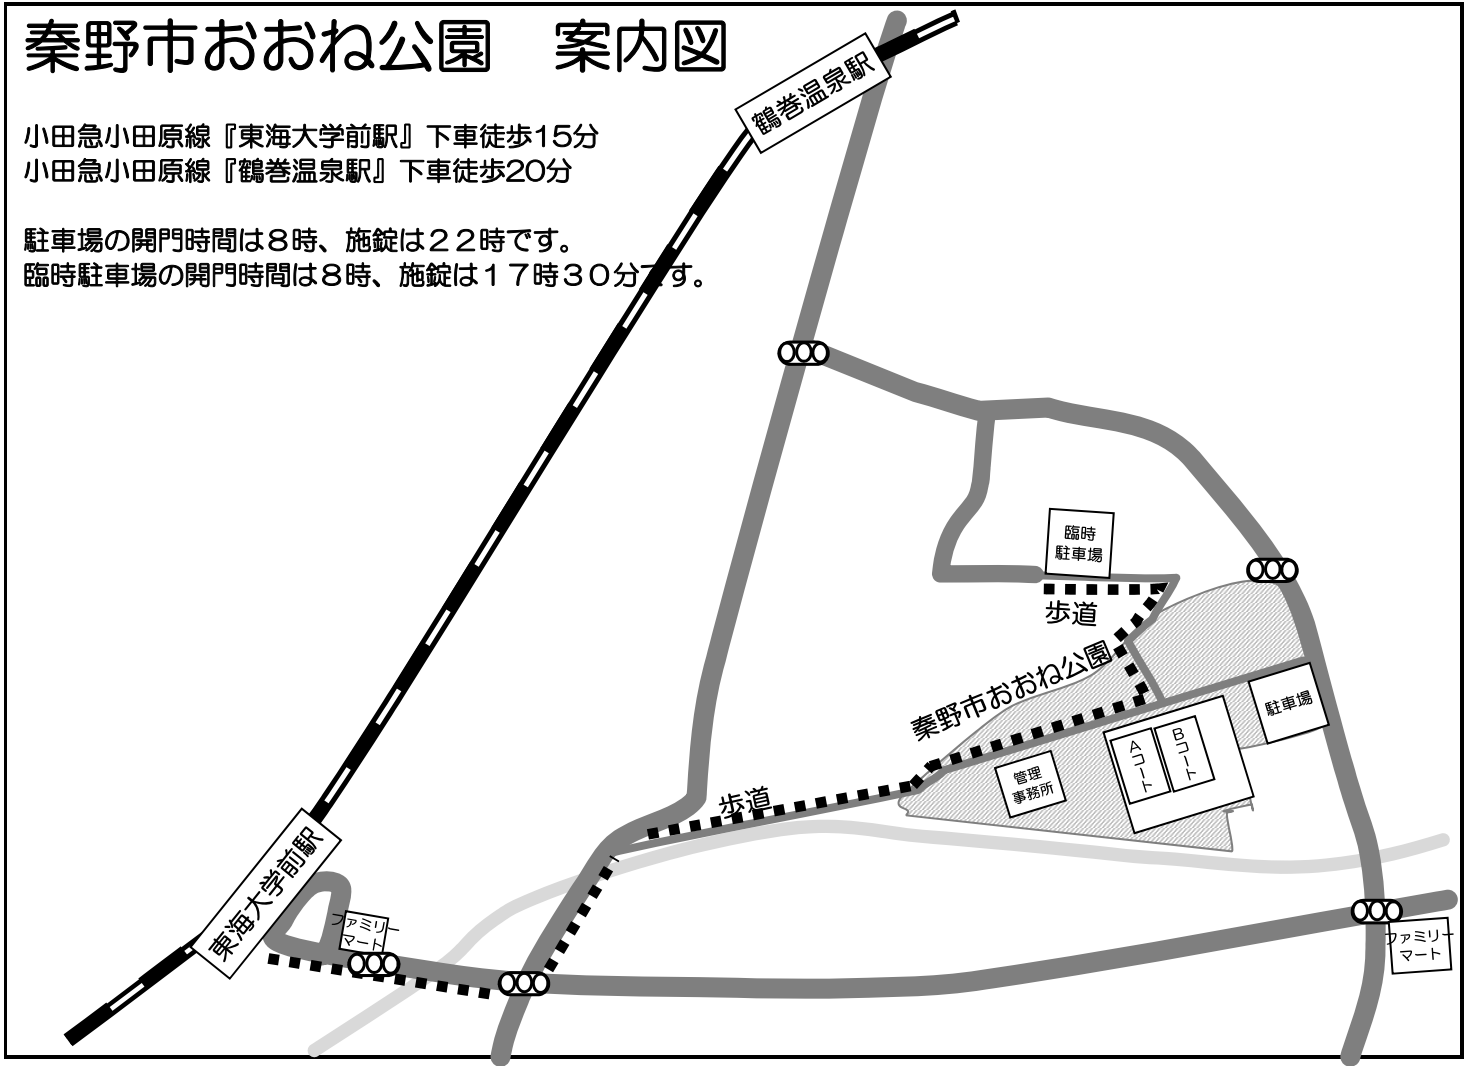 秦野市おおね公園　案内図
小田急小田原線『東海大学前駅』下車徒歩15分
小田急小田原線『鶴巻温泉駅』下車徒歩20分
駐車場の開門時間は８時、施錠は２２時です。
臨時駐車場の開門時間は８時、施錠は１７時３０分です。
鶴巻温泉駅
臨時
駐車場
歩道
秦野市おおね公園
駐車場
Aコート
Bコート
管理
事務所
歩道
東海大学前駅
ファミリー
マート
ファミリー
マート